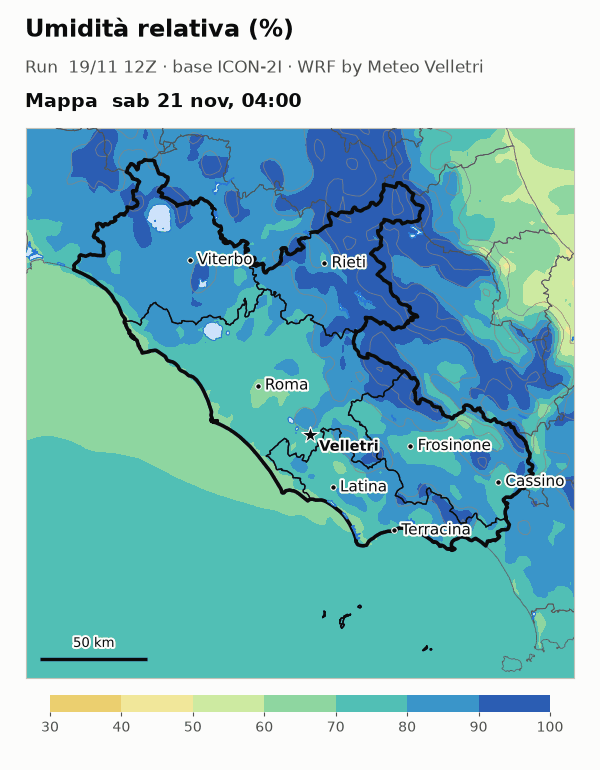 Umidità relativa (%)
Run  19/11 12Z · base ICON-2I · WRF by Meteo Velletri
Mappa  sab 21 nov, 04:00
Viterbo
Rieti
Roma
Velletri
Frosinone
Latina
Cassino
Terracina
50 km
30 40 50 60 70 80 90 100